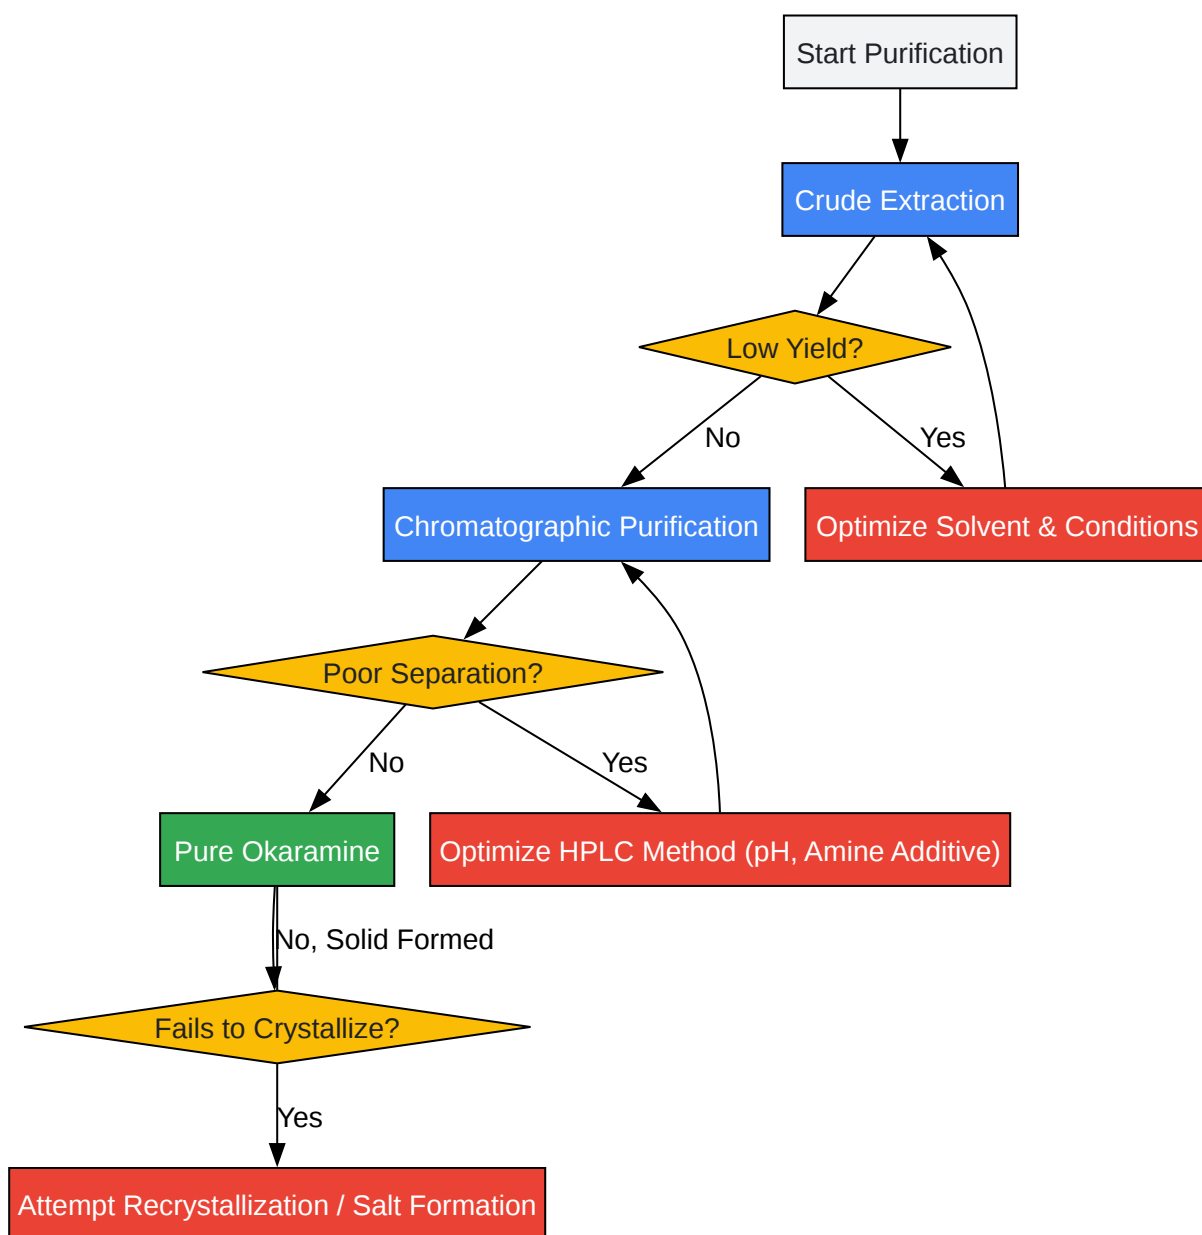 Start Purification
Crude Extraction
Low Yield?
No
Yes
Chromatographic Purification
Optimize Solvent & Conditions
Poor Separation?
No
Yes
Pure Okaramine
Optimize HPLC Method (pH, Amine Additive)
No, Solid Formed
Fails to Crystallize?
Yes
Attempt Recrystallization / Salt Formation